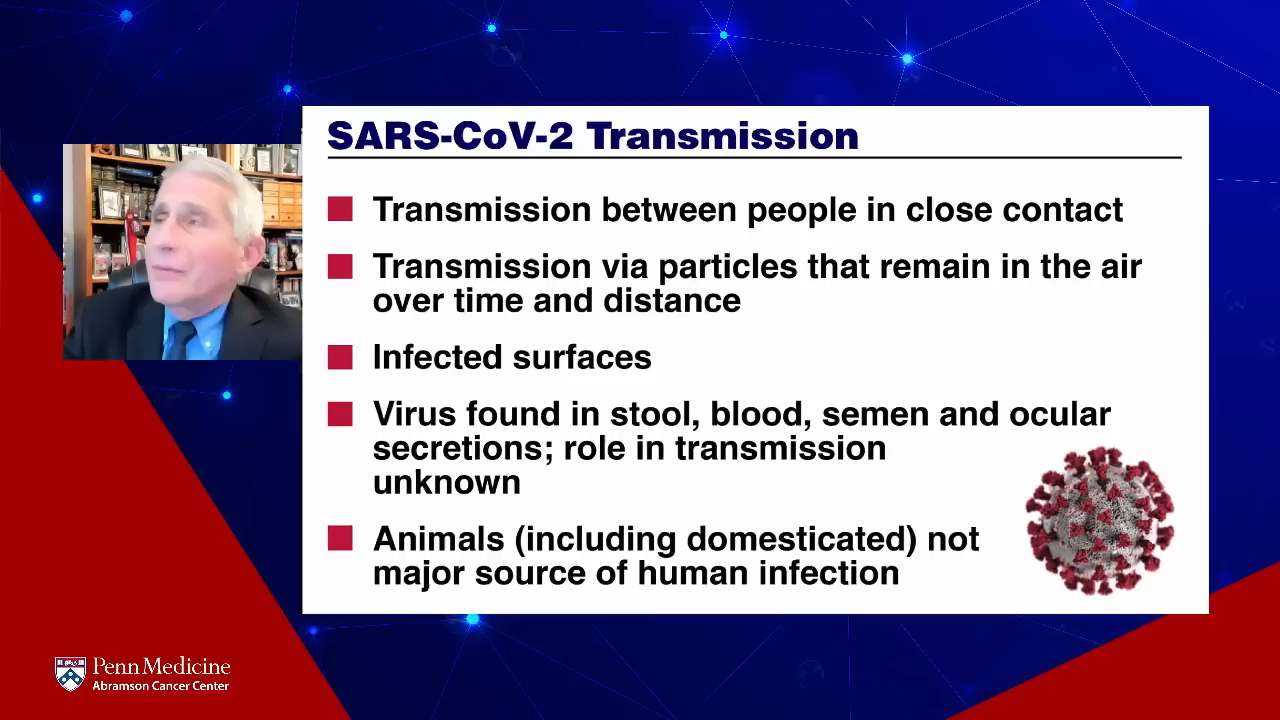 SARS-CoV-2 Transmission
Transmission between people in close contact
Transmission via particles that remain in the air
over time and distance
Infected surfaces
Virus found in stool, blood, semen and ocular
secretions; role in transmission
unknown
Animals (including domesticated) not
major source of human infection
Penn Medicine
Abramson Cancer Center